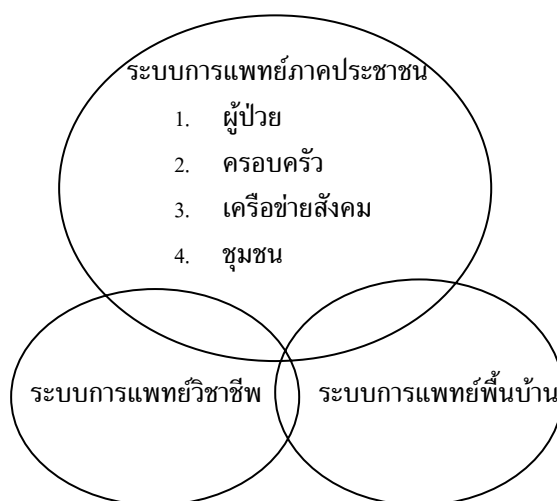 ระบบการแพทย์ภาคประชาชน
1. ผู้ป่วย
2. ครอบครัว
3. เครือข่ายสังคม
4. ชุมชน
ระบบการแพทย์วิชาชีพ
ระบบการแพทย์พื้นบ้าน